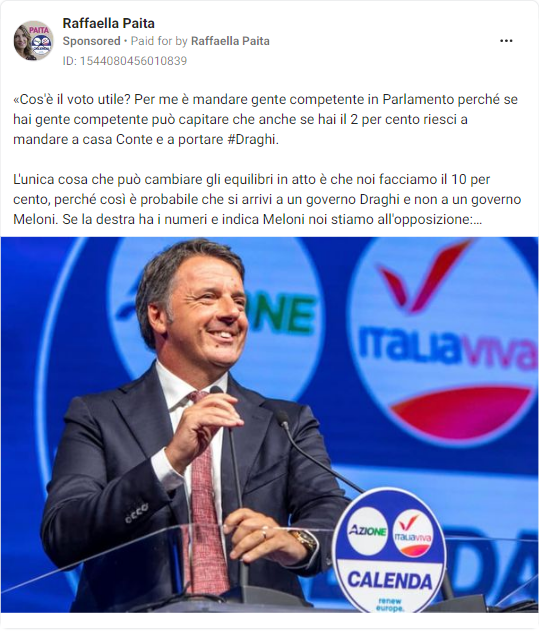 Raffaella Paita
Sponsored • Paid for by Raffaella Paita
ID: 1544080456010839
«Cos'è il voto utile? Per me è mandare gente competente in Parlamento perché se
hai gente competente può capitare che anche se hai il 2 per cento riesci a
mandare a casa Conte e a portare #Draghi.
L'unica cosa che può cambiare gli equilibri in atto è che noi facciamo il 10 per
cento, perché così è probabile che si arrivi a un governo Draghi e non a un governo
Meloni. Se la destra ha i numeri e indica Meloni noi stiamo all'opposizione:...
PAITA
CALENDA
ITALIAVIVA
AZIONE
ITALIAVIVA
CALENDA
renew
europe.